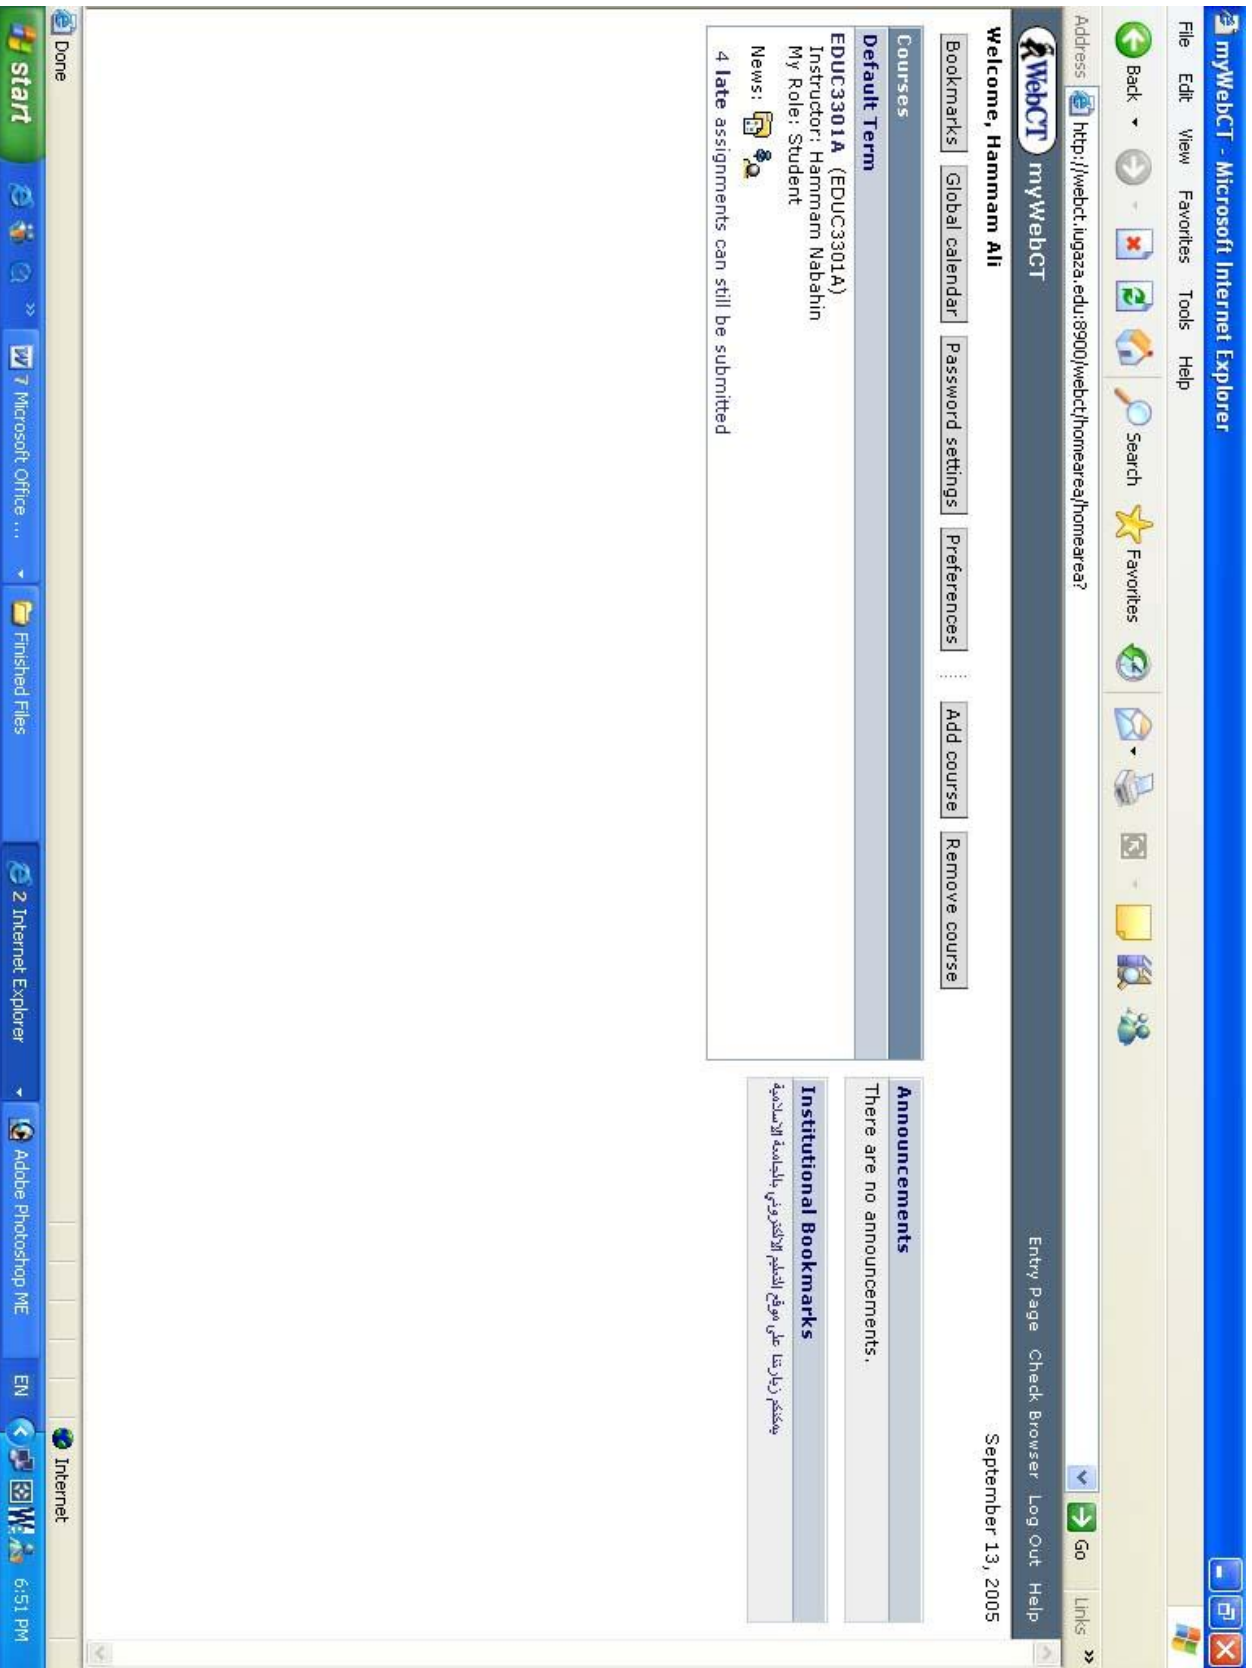 myWebCT - Microsoft Internet Explorer
File Edit View Favorites Tools Help
Back Search Favorites
Address http://webct.iugaza.edu:8900/webct/homearea/homearea? Go Links »
WebCT myWebCT Entry Page Check Browser Log Out Help
Welcome, Hammam Ali September 13, 2005
Bookmarks Global calendar Password settings Preferences Add course Remove course
Courses
Default Term
EDUC3301A (EDUC3301A)
Instructor: Hammam Nabahin
My Role: Student
News:
4 late assignments can still be submitted
Announcements
There are no announcements.
Institutional Bookmarks
يمكنكم زيارتنا على موقع التعليم الالكتروني بالجامعة الاسلامية
Done Internet
start » 7 Microsoft Office ... Finished Files 2 Internet Explorer Adobe Photoshop ME EN 6:51 PM